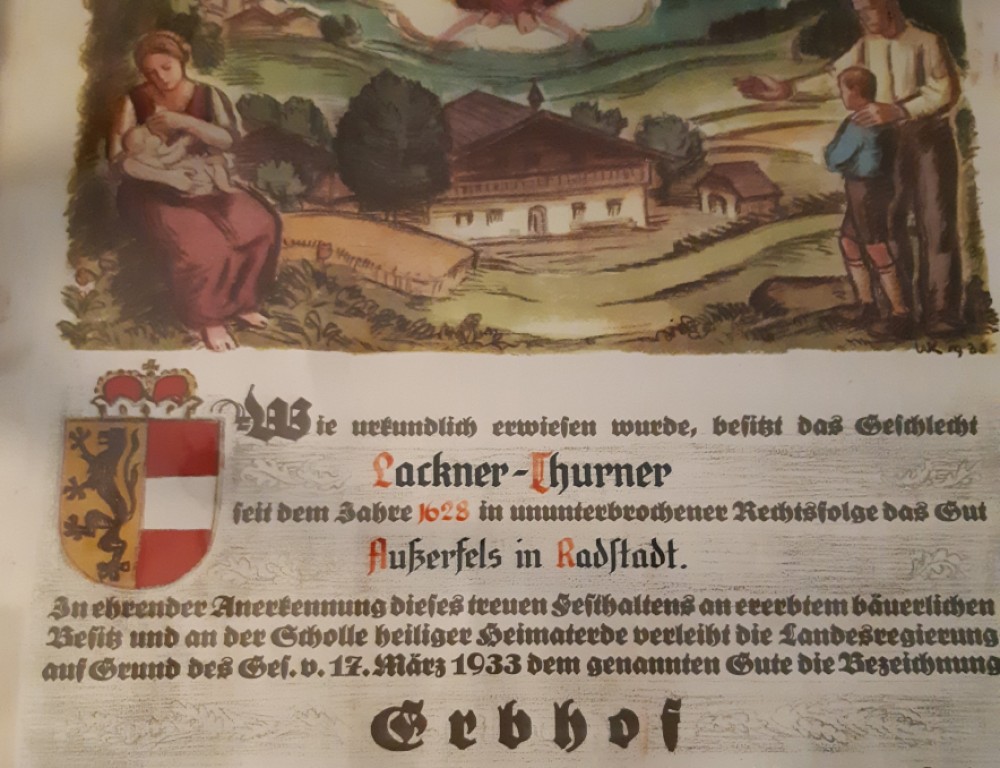 Wie urkundlich erwiesen wurde, besitzt das Geschlecht
Lackner-Thurner
seit dem Jahre 1628 in ununterbrochener Rechtsfolge das Gut
Außerfels in Radstadt.
In ehrender Anerkennung dieses treuen Festhaltens an ererbtem bäuerlichen
Besitz und an der Scholle heiliger Heimaterde verleiht die Landesregierung
auf Grund des Ges. v. 17. März 1933 dem genannten Gute die Bezeichnung
Erbhof